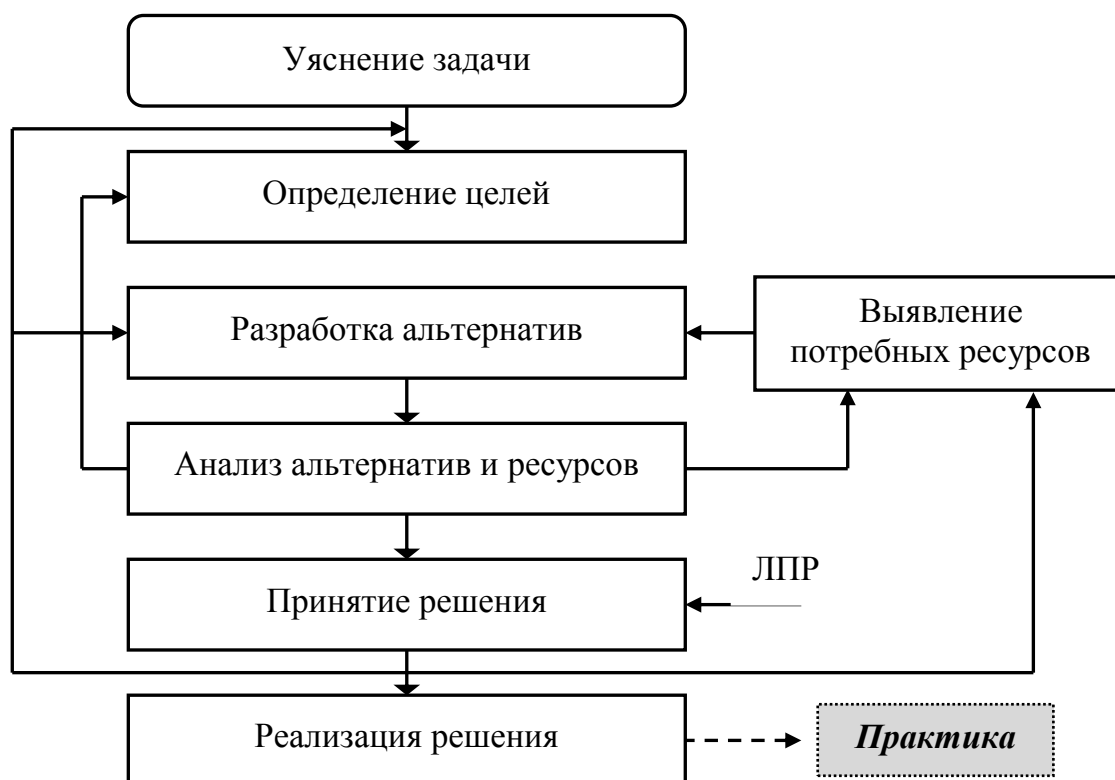 Уяснение задачи
Определение целей
Разработка альтернатив
Выявление
потребных ресурсов
Анализ альтернатив и ресурсов
ЛПР
Принятие решения
Реализация решения
Практика